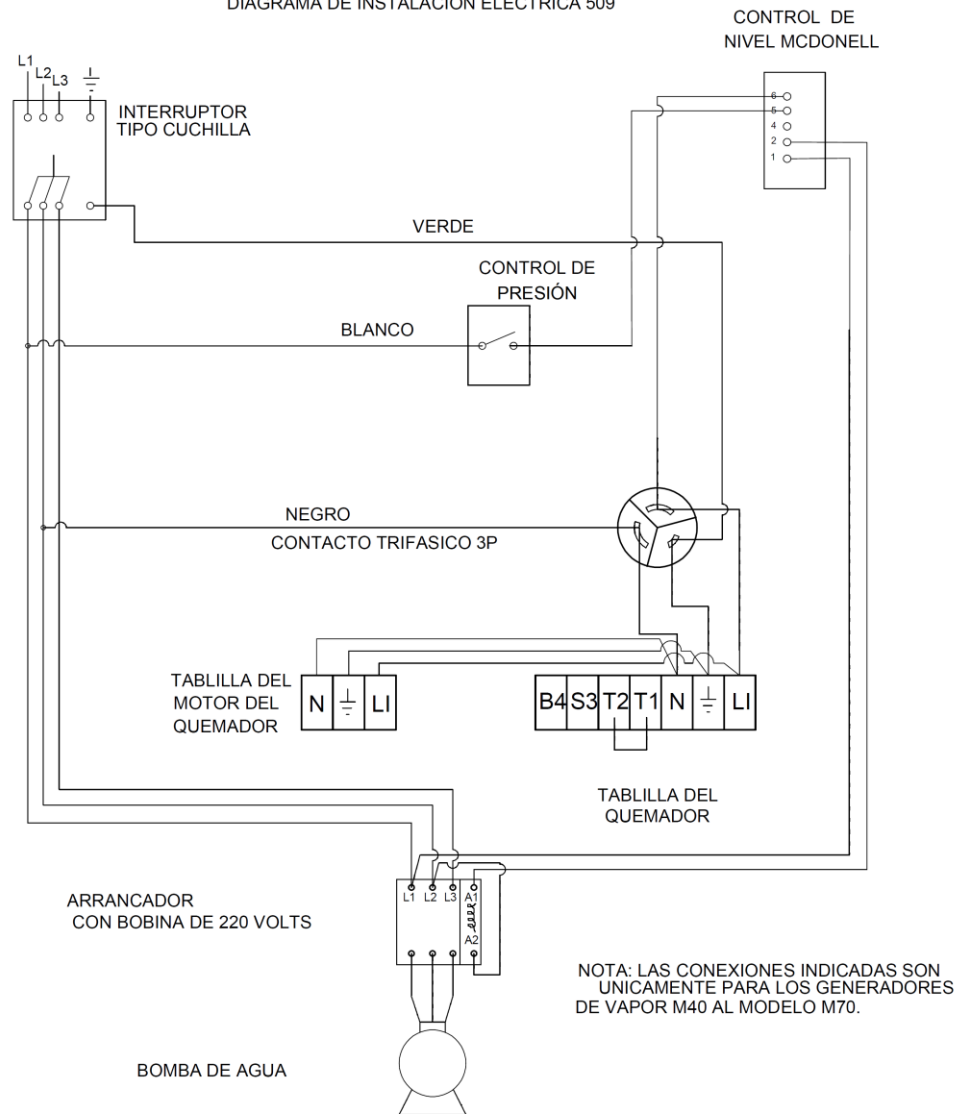 DIAGRAMA DE INSTALACIÓN ELÉCTRICA 509
CONTROL DE
NIVEL MCDONELL
L1
L2
L3
INTERRUPTOR
TIPO CUCHILLA
6
5
4
2
1
VERDE
CONTROL DE
PRESIÓN
BLANCO
NEGRO
CONTACTO TRIFASICO 3P
TABLILLA DEL
MOTOR DEL
QUEMADOR
N
LI
B4
S3
T2
T1
N
LI
TABLILLA DEL
QUEMADOR
ARRANCADOR
CON BOBINA DE 220 VOLTS
L1
L2
L3
A1
A2
NOTA: LAS CONEXIONES INDICADAS SON
UNICAMENTE PARA LOS GENERADORES
DE VAPOR M40 AL MODELO M70.
BOMBA DE AGUA